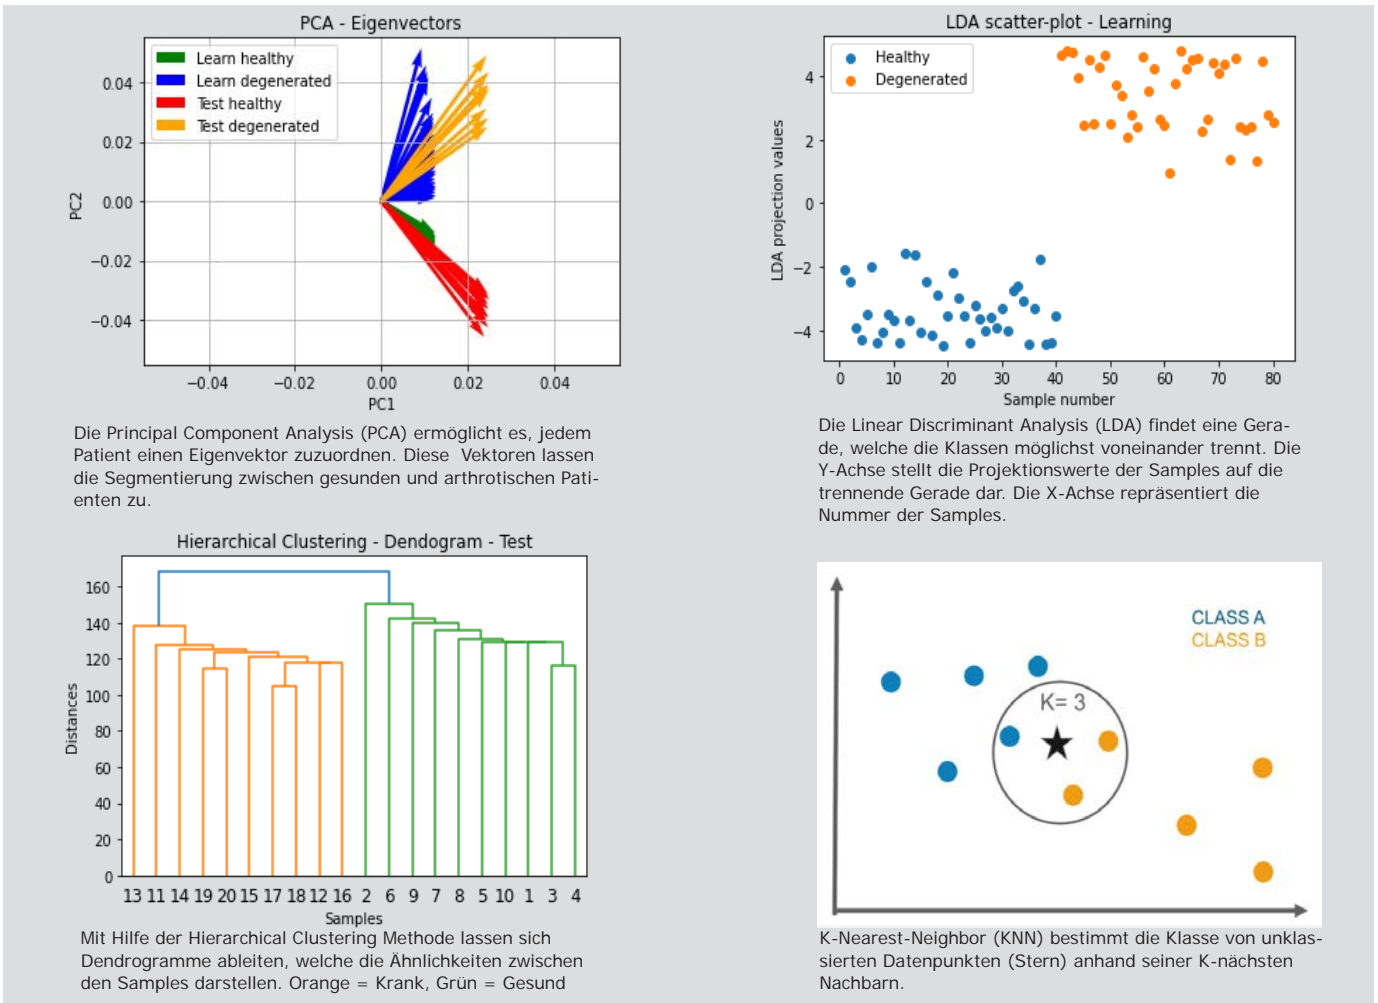 PCA - Eigenvectors
Learn healthy
Learn degenerated
Test healthy
Test degenerated
0.04
0.02
0.00
−0.02
−0.04
PC2
−0.04
−0.02
0.00
0.02
0.04
PC1
Die Principal Component Analysis (PCA) ermöglicht es, jedem
Patient einen Eigenvektor zuzuordnen. Diese Vektoren lassen
die Segmentierung zwischen gesunden und arthrotischen Pati-
enten zu.
LDA scatter-plot - Learning
Healthy
Degenerated
4
2
0
−2
−4
LDA projection values
0
10
20
30
40
50
60
70
80
Sample number
Die Linear Discriminant Analysis (LDA) findet eine Gera-
de, welche die Klassen möglichst voneinander trennt. Die
Y-Achse stellt die Projektionswerte der Samples auf die
trennende Gerade dar. Die X-Achse repräsentiert die
Nummer der Samples.
Hierarchical Clustering - Dendogram - Test
160
140
120
100
80
60
40
20
0
Distances
13 11 14 19 20 15 17 18 12 16 2 6 9 7 8 5 10 1 3 4
Samples
Mit Hilfe der Hierarchical Clustering Methode lassen sich
Dendrogramme ableiten, welche die Ähnlichkeiten zwischen
den Samples darstellen. Orange = Krank, Grün = Gesund
CLASS A
CLASS B
K= 3
K-Nearest-Neighbor (KNN) bestimmt die Klasse von unklas-
sierten Datenpunkten (Stern) anhand seiner K-nächsten
Nachbarn.